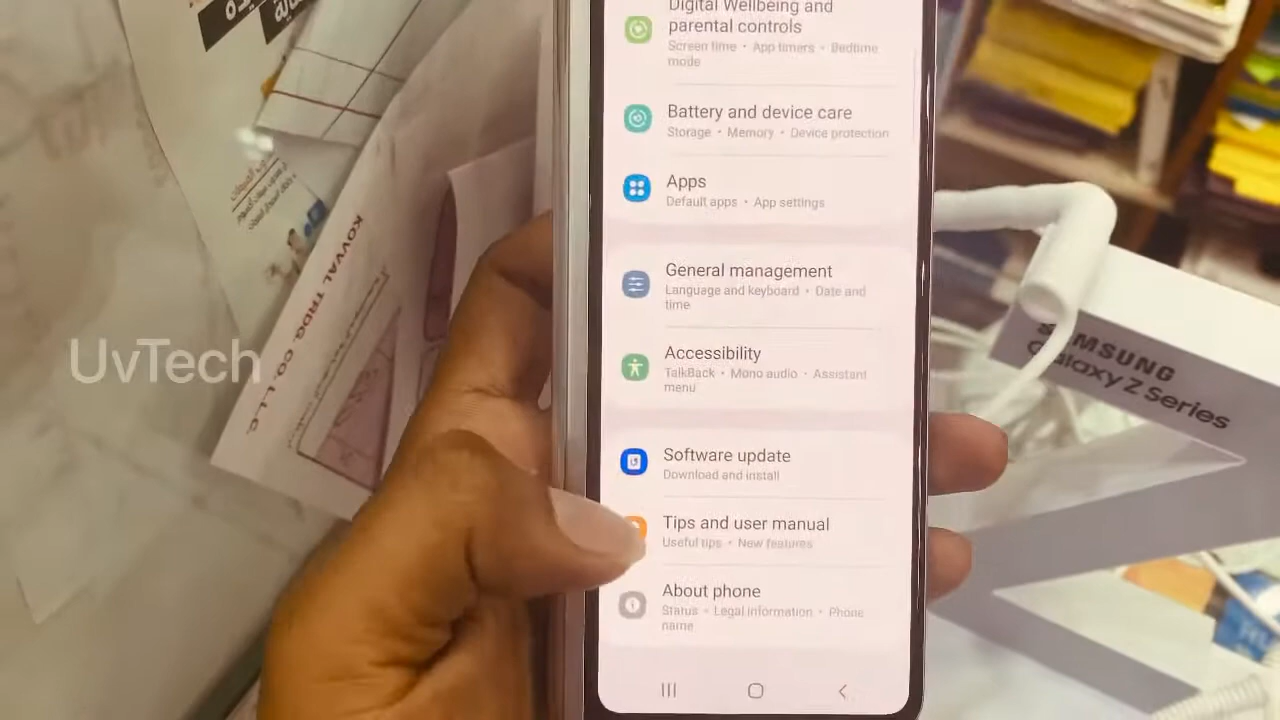 Digital Wellbeing and
parental controls
Screen time • App timers • Bedtime
mode
Battery and device care
Storage • Memory • Device protection
Apps
Default apps • App settings
General management
Language and keyboard • Date and
time
Accessibility
TalkBack • Mono audio • Assistant
menu
Software update
Download and install
Tips and user manual
Useful tips • New features
About phone
Status • Legal information • Phone
name
UvTech
KOVVAL TRDG. CO. L.L.C.
SAMSUNG
Galaxy Z Series